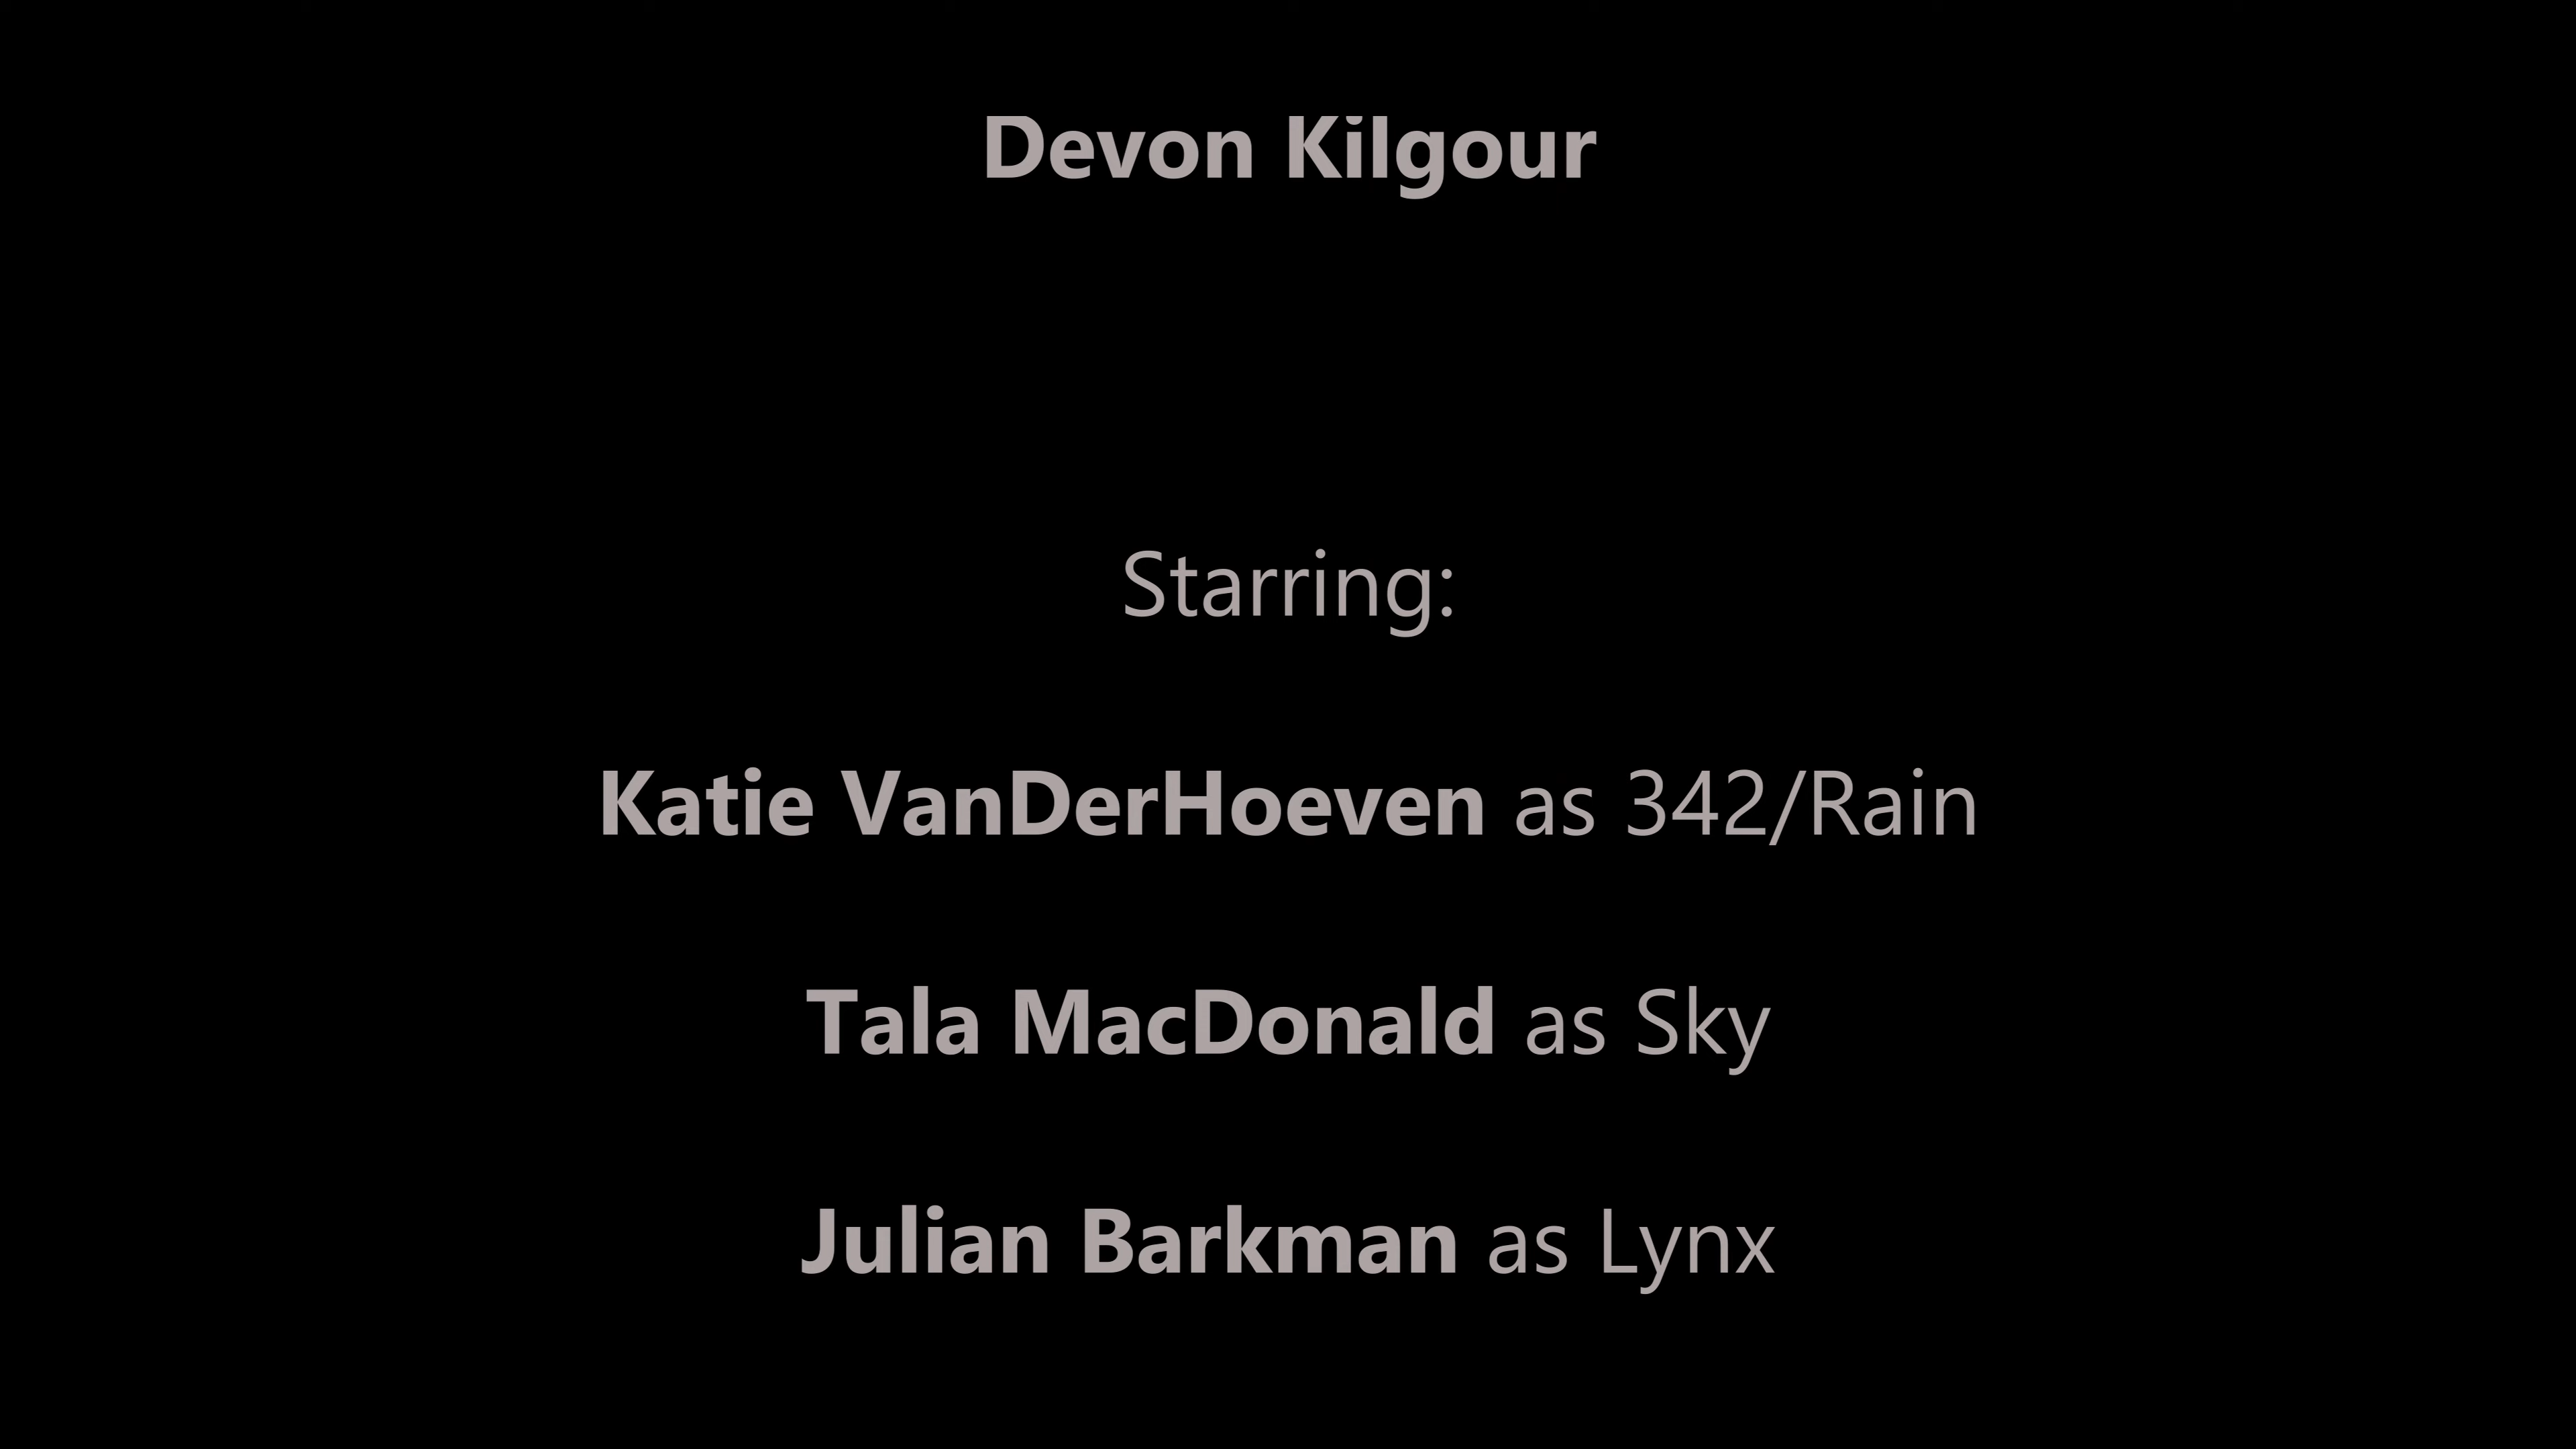 Devon Kilgour
Starring:
Katie VanDerHoeven as 342/Rain
Tala MacDonald as Sky
Julian Barkman as Lynx